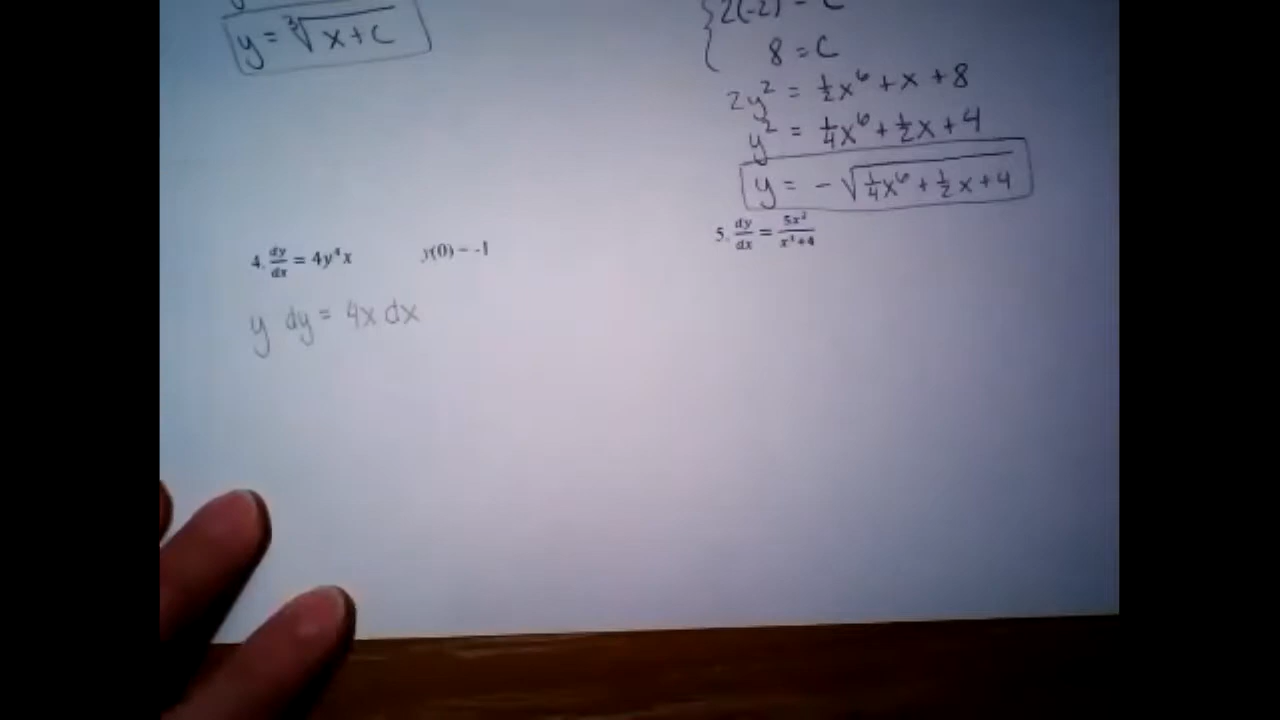 y = ∛x+c
2(-2)² = C
8 = C
2y² = ½x⁶ + x + 8
y² = ¼x⁶ + ½x + 4
y = - √¼x⁶ + ½x + 4
4. dy/dx = 4y⁴x y(0) = -1
y dy = 4x dx
5. dy/dx = 5x²/x³+4